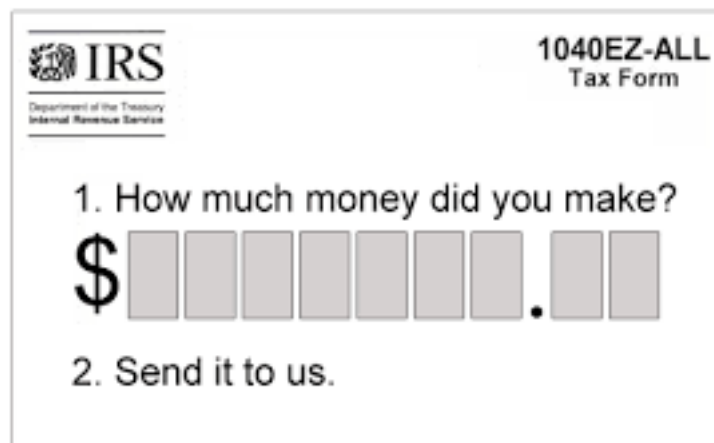 IRS
Department of the Treasury
Internal Revenue Service
1040EZ-ALL
Tax Form
1. How much money did you make?
$ .
2. Send it to us.